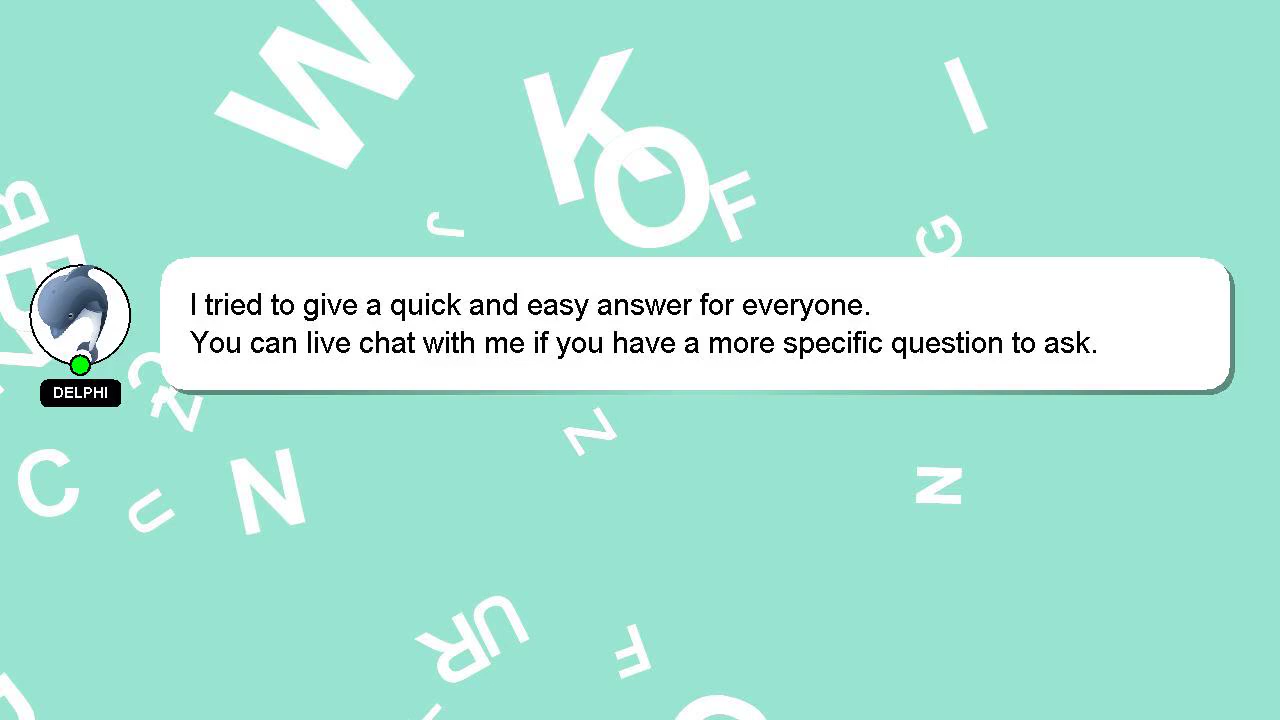 W
K
I
O
F
B
J
G
I tried to give a quick and easy answer for everyone.
You can live chat with me if you have a more specific question to ask.
DELPHI
Z
Z
C
N
N
U
U
R
F